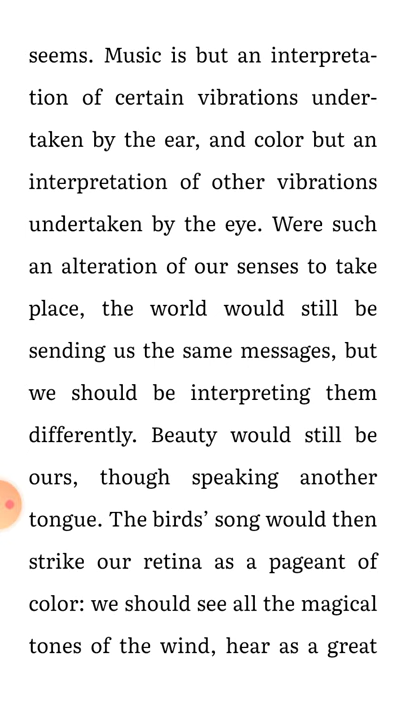 seems. Music is but an interpreta-
tion of certain vibrations under-
taken by the ear, and color but an
interpretation of other vibrations
undertaken by the eye. Were such
an alteration of our senses to take
place, the world would still be
sending us the same messages, but
we should be interpreting them
differently. Beauty would still be
ours, though speaking another
tongue. The birds’ song would then
strike our retina as a pageant of
color: we should see all the magical
tones of the wind, hear as a great